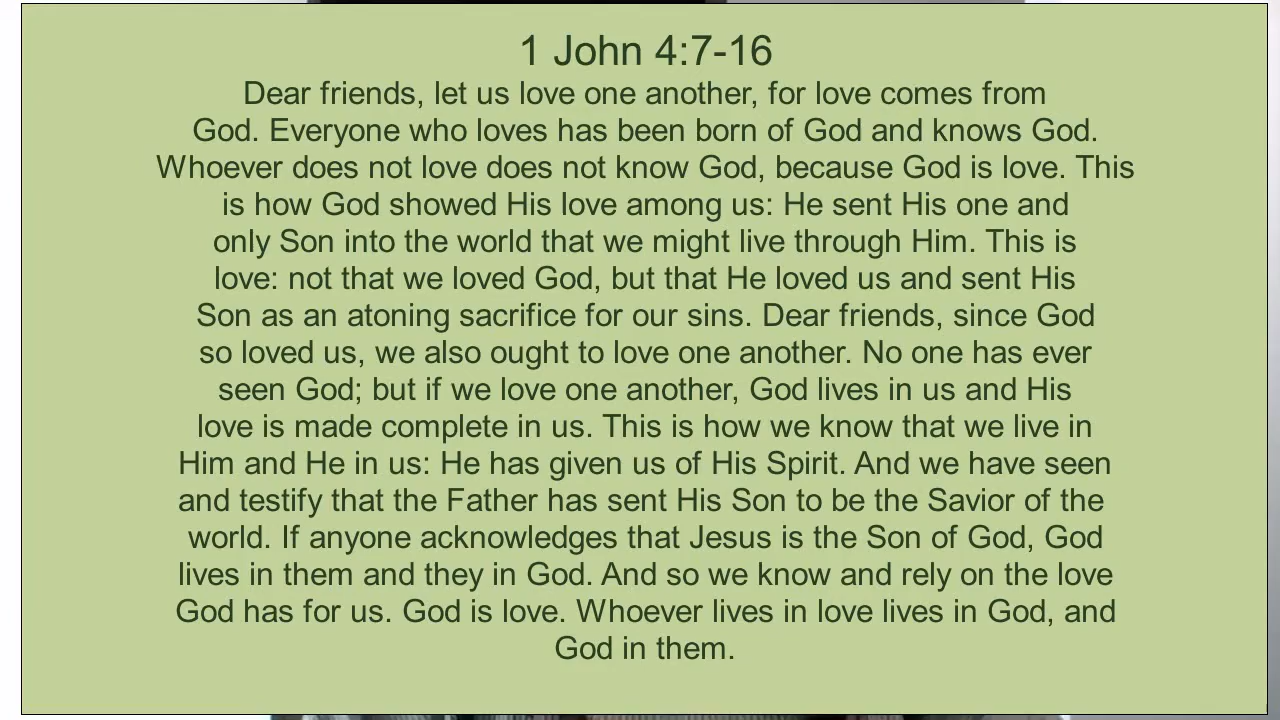 1 John 4:7-16
Dear friends, let us love one another, for love comes from
God. Everyone who loves has been born of God and knows God.
Whoever does not love does not know God, because God is love. This
is how God showed His love among us: He sent His one and
only Son into the world that we might live through Him. This is
love: not that we loved God, but that He loved us and sent His
Son as an atoning sacrifice for our sins. Dear friends, since God
so loved us, we also ought to love one another. No one has ever
seen God; but if we love one another, God lives in us and His
love is made complete in us. This is how we know that we live in
Him and He in us: He has given us of His Spirit. And we have seen
and testify that the Father has sent His Son to be the Savior of the
world. If anyone acknowledges that Jesus is the Son of God, God
lives in them and they in God. And so we know and rely on the love
God has for us. God is love. Whoever lives in love lives in God, and
God in them.